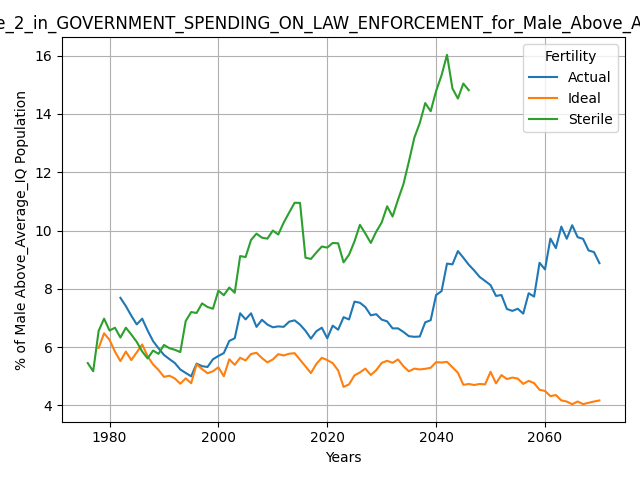 e_2_in_GOVERNMENT_SPENDING_ON_LAW_ENFORCEMENT_for_Male_Above_A
Fertility
Actual
Ideal
Sterile
% of Male Above_Average_IQ Population
16
14
12
10
8
6
4
1980
2000
2020
2040
2060
Years